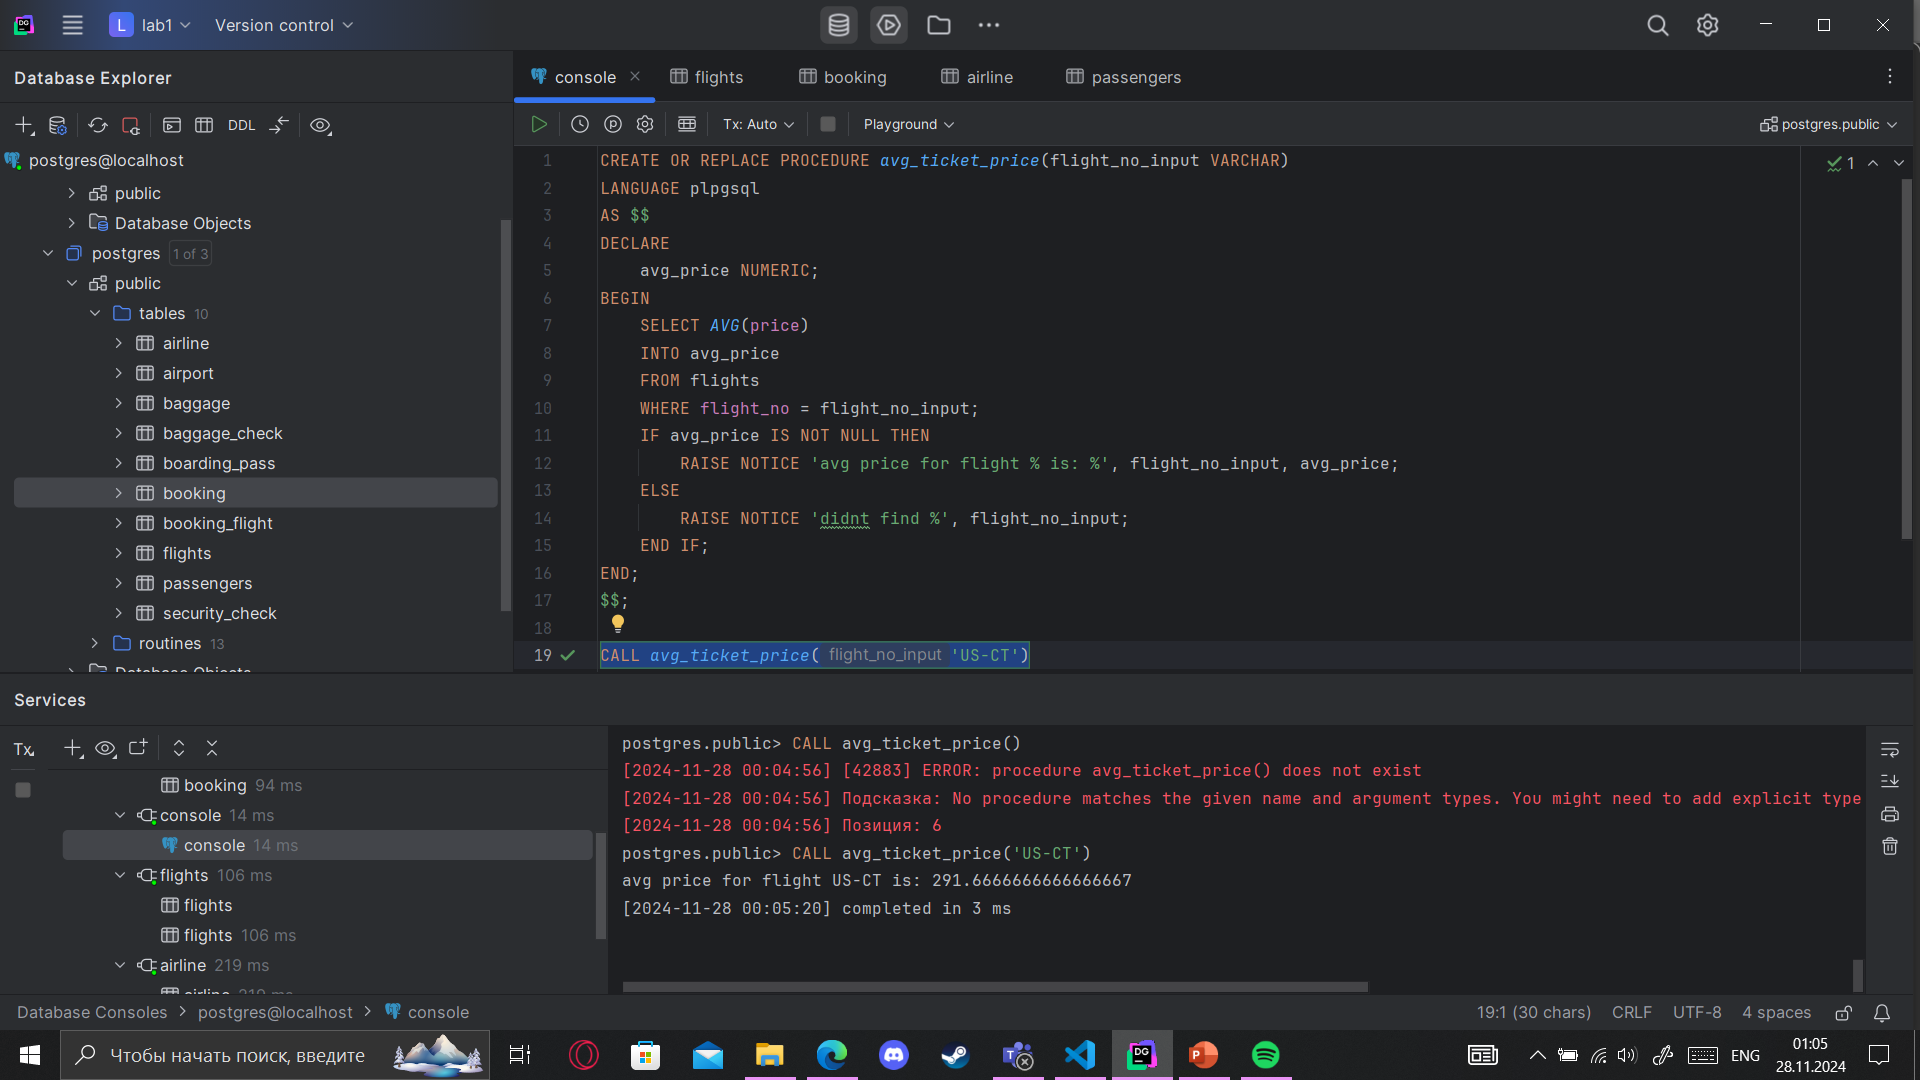 L lab1 Version control
Database Explorer
console flights booking airline passengers
DDL
Tx: Auto Playground postgres.public
postgres@localhost
public
Database Objects
postgres 1 of 3
public
tables 10
airline
airport
baggage
baggage_check
boarding_pass
booking
booking_flight
flights
passengers
security_check
routines 13
Database Objects
1
1 CREATE OR REPLACE PROCEDURE avg_ticket_price(flight_no_input VARCHAR)
2 LANGUAGE plpgsql
3 AS $$
4 DECLARE
5 avg_price NUMERIC;
6 BEGIN
7 SELECT AVG(price)
8 INTO avg_price
9 FROM flights
10 WHERE flight_no = flight_no_input;
11 IF avg_price IS NOT NULL THEN
12 RAISE NOTICE 'avg price for flight % is: %', flight_no_input, avg_price;
13 ELSE
14 RAISE NOTICE 'didnt find %', flight_no_input;
15 END IF;
16 END;
17 $$;
18
19 CALL avg_ticket_price( flight_no_input 'US-CT')
Services
Tx
booking 94 ms
console 14 ms
console 14 ms
flights 106 ms
flights
flights 106 ms
airline 219 ms
airline 219 ms
postgres.public> CALL avg_ticket_price()
[2024-11-28 00:04:56] [42883] ERROR: procedure avg_ticket_price() does not exist
[2024-11-28 00:04:56] Подсказка: No procedure matches the given name and argument types. You might need to add explicit type
[2024-11-28 00:04:56] Позиция: 6
postgres.public> CALL avg_ticket_price('US-CT')
avg price for flight US-CT is: 291.6666666666666667
[2024-11-28 00:05:20] completed in 3 ms
Database Consoles > postgres@localhost > console
19:1 (30 chars) CRLF UTF-8 4 spaces
Чтобы начать поиск, введите
ENG
01:05
28.11.2024